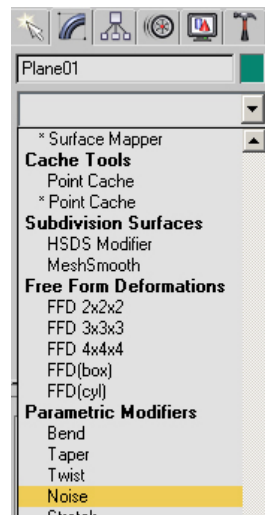 Plane01
* Surface Mapper
Cache Tools
Point Cache
* Point Cache
Subdivision Surfaces
HSDS Modifier
MeshSmooth
Free Form Deformations
FFD 2x2x2
FFD 3x3x3
FFD 4x4x4
FFD(box)
FFD(cyl)
Parametric Modifiers
Bend
Taper
Twist
Noise